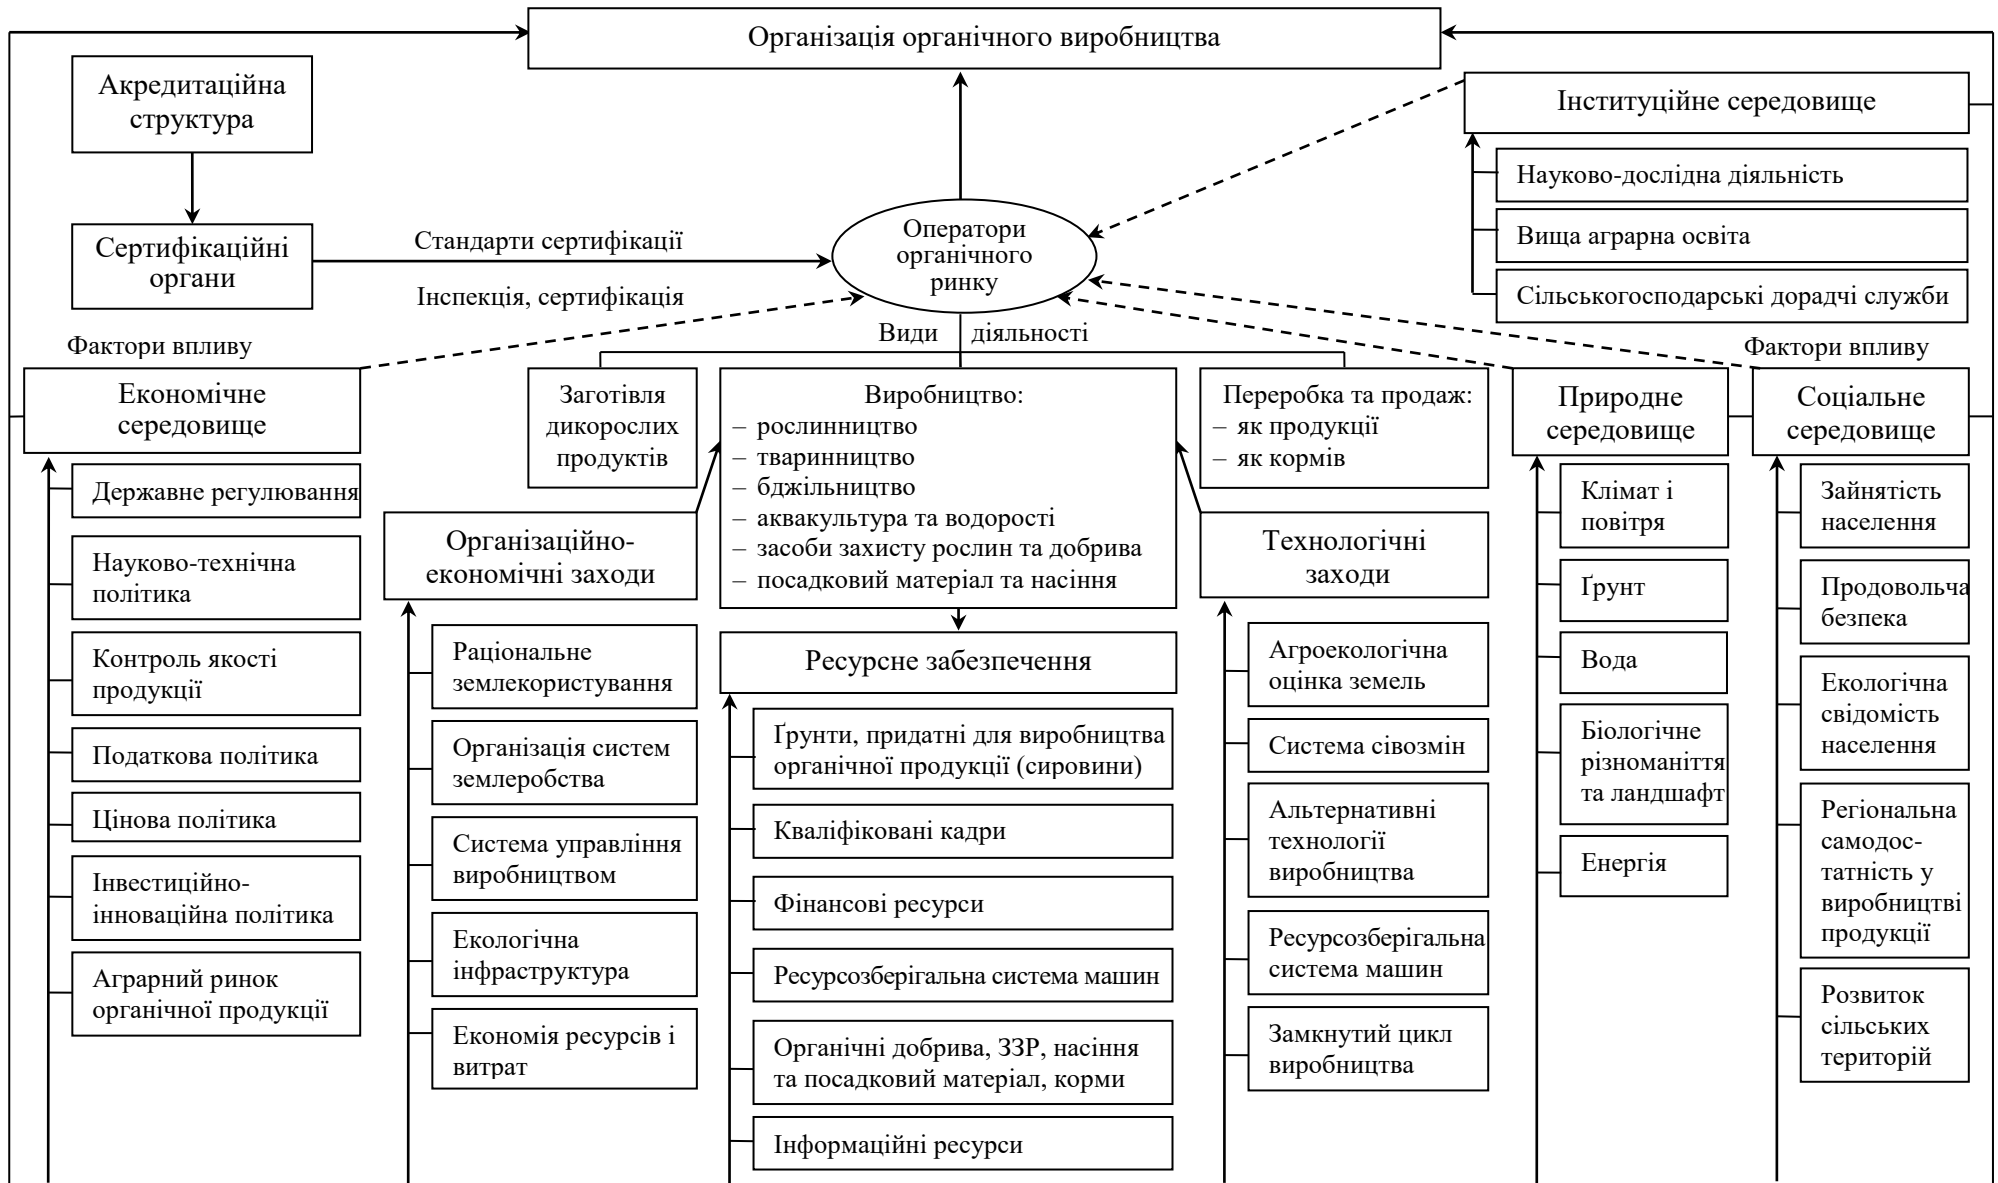 Організація органічного виробництва
Акредитаційна
структура
Інституційне середовище
Науково-дослідна діяльність
Вища аграрна освіта
Сільськогосподарські дорадчі служби
Сертифікаційні
органи
Стандарти сертифікації
Інспекція, сертифікація
Оператори
органічного
ринку
Види діяльності
Фактори впливу
Фактори впливу
Економічне
середовище
Державне регулювання
Науково-технічна
політика
Контроль якості
продукції
Податкова політика
Цінова політика
Інвестиційно-
інноваційна політика
Аграрний ринок
органічної продукції
Заготівля
дикорослих
продуктів
Організаційно-
економічні заходи
Раціональне
землекористування
Організація систем
землеробства
Система управління
виробництвом
Екологічна
інфраструктура
Економія ресурсів і
витрат
Виробництво:
– рослинництво
– тваринництво
– бджільництво
– аквакультура та водорості
– засоби захисту рослин та добрива
– посадковий матеріал та насіння
Ресурсне забезпечення
Ґрунти, придатні для виробництва
органічної продукції (сировини)
Кваліфіковані кадри
Фінансові ресурси
Ресурсозберігальна система машин
Органічні добрива, ЗЗР, насіння
та посадковий матеріал, корми
Інформаційні ресурси
Переробка та продаж:
– як продукції
– як кормів
Технологічні
заходи
Агроекологічна
оцінка земель
Система сівозмін
Альтернативні
технології
виробництва
Ресурсозберігальна
система машин
Замкнутий цикл
виробництва
Природне
середовище
Клімат і
повітря
Ґрунт
Вода
Біологічне
різноманіття
та ландшафт
Енергія
Соціальне
середовище
Зайнятість
населення
Продовольча
безпека
Екологічна
свідомість
населення
Регіональна
самодос-
татність у
виробництві
продукції
Розвиток
сільських
територій